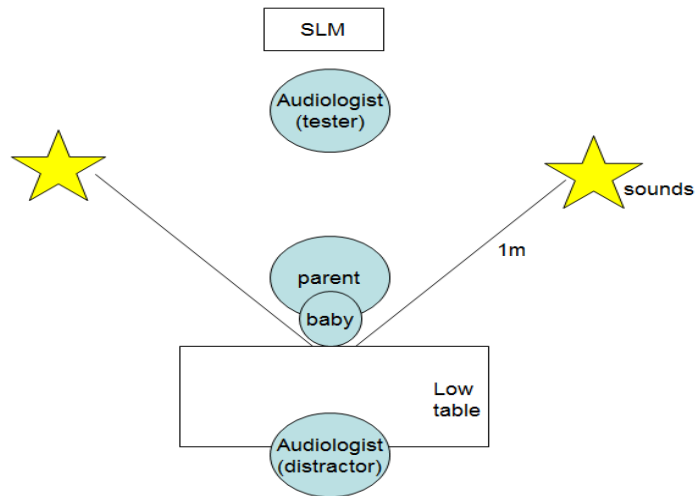 SLM
Audiologist
(tester)
sounds
1m
parent
baby
Low
table
Audiologist
(distractor)